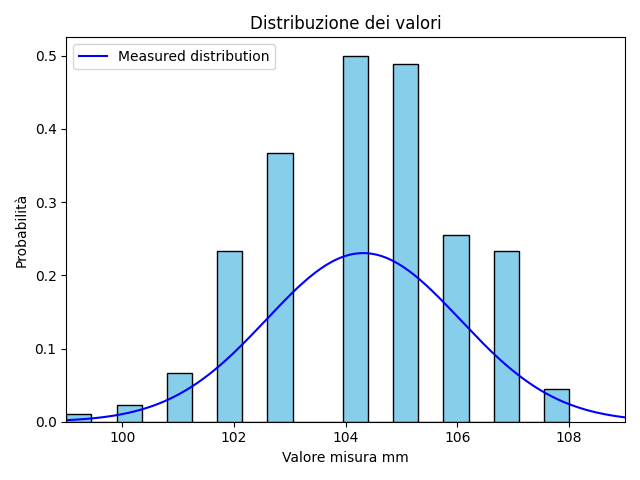 Distribuzione dei valori
Measured distribution
0.5
0.4
0.3
0.2
0.1
0.0
Probabilità
100 102 104 106 108
Valore misura mm